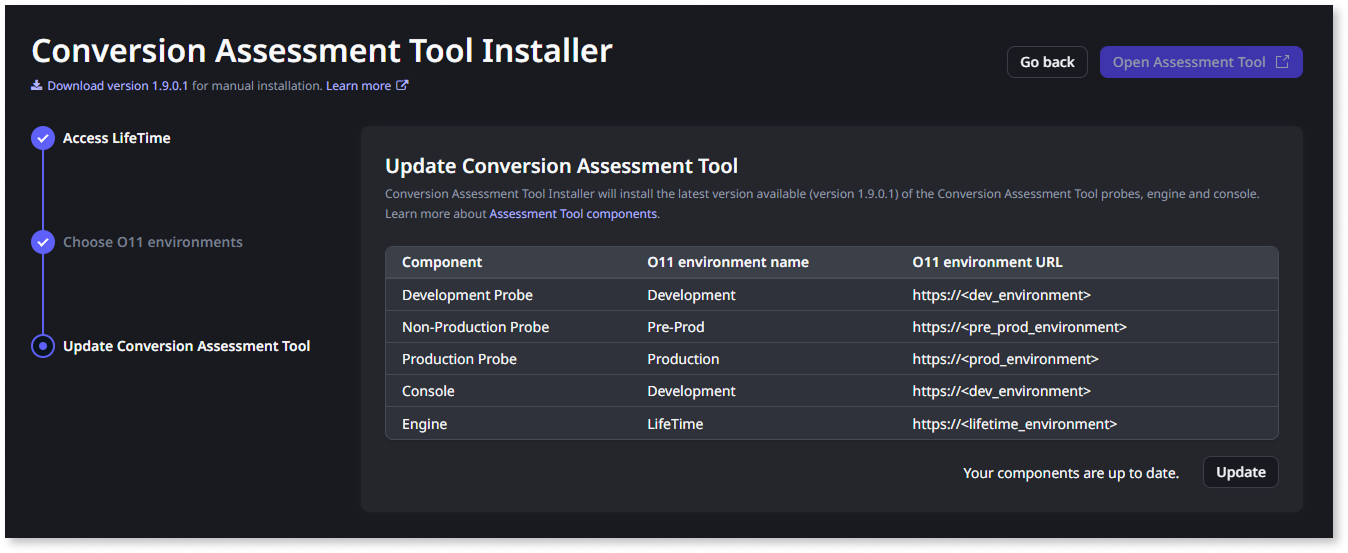 Conversion Assessment Tool Installer
Download version 1.9.0.1 for manual installation. Learn more
Go back
Open Assessment Tool
Access LifeTime
Choose O11 environments
Update Conversion Assessment Tool
Update Conversion Assessment Tool
Conversion Assessment Tool Installer will install the latest version available (version 1.9.0.1) of the Conversion Assessment Tool probes, engine and console.
Learn more about Assessment Tool components.
Component O11 environment name O11 environment URL
Development Probe Development https://<dev_environment>
Non-Production Probe Pre-Prod https://<pre_prod_environment>
Production Probe Production https://<prod_environment>
Console Development https://<dev_environment>
Engine LifeTime https://<lifetime_environment>
Your components are up to date. Update